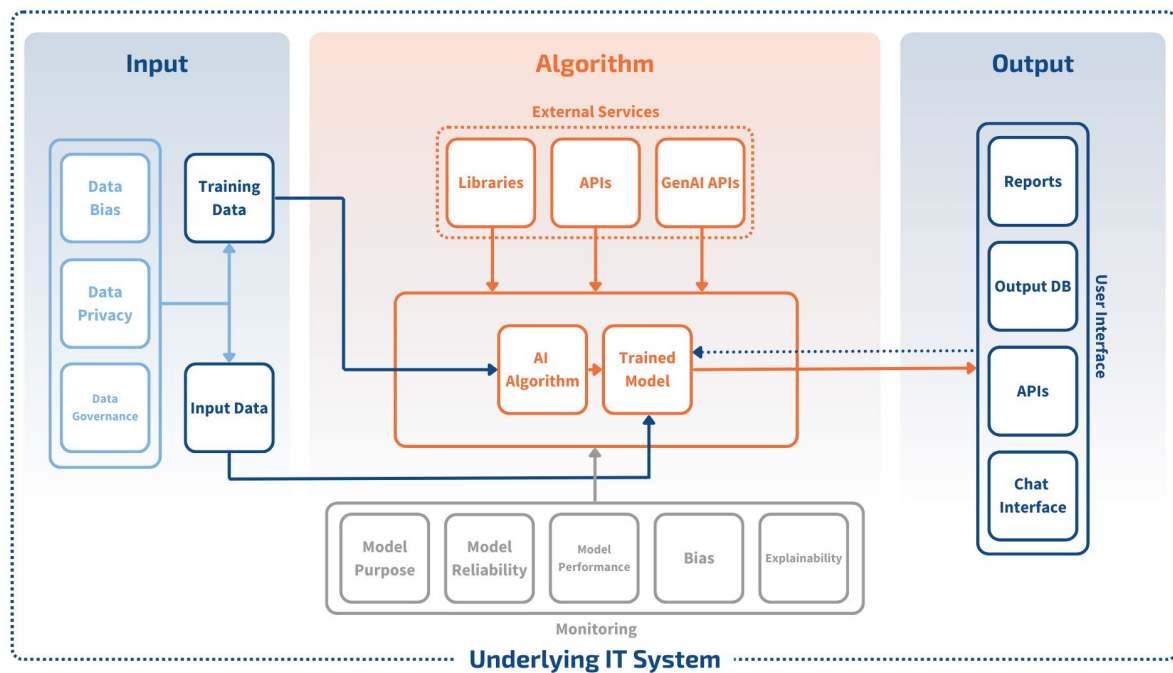 Input
Algorithm
Output
External Services
Data
Bias
Training
Data
Libraries
APIs
GenAI APIs
Reports
Data
Privacy
Output DB
User Interface
AI
Algorithm
Trained
Model
Data
Governance
Input Data
APIs
Chat
Interface
Model
Purpose
Model
Reliability
Model
Performance
Bias
Explainability
Monitoring
Underlying IT System